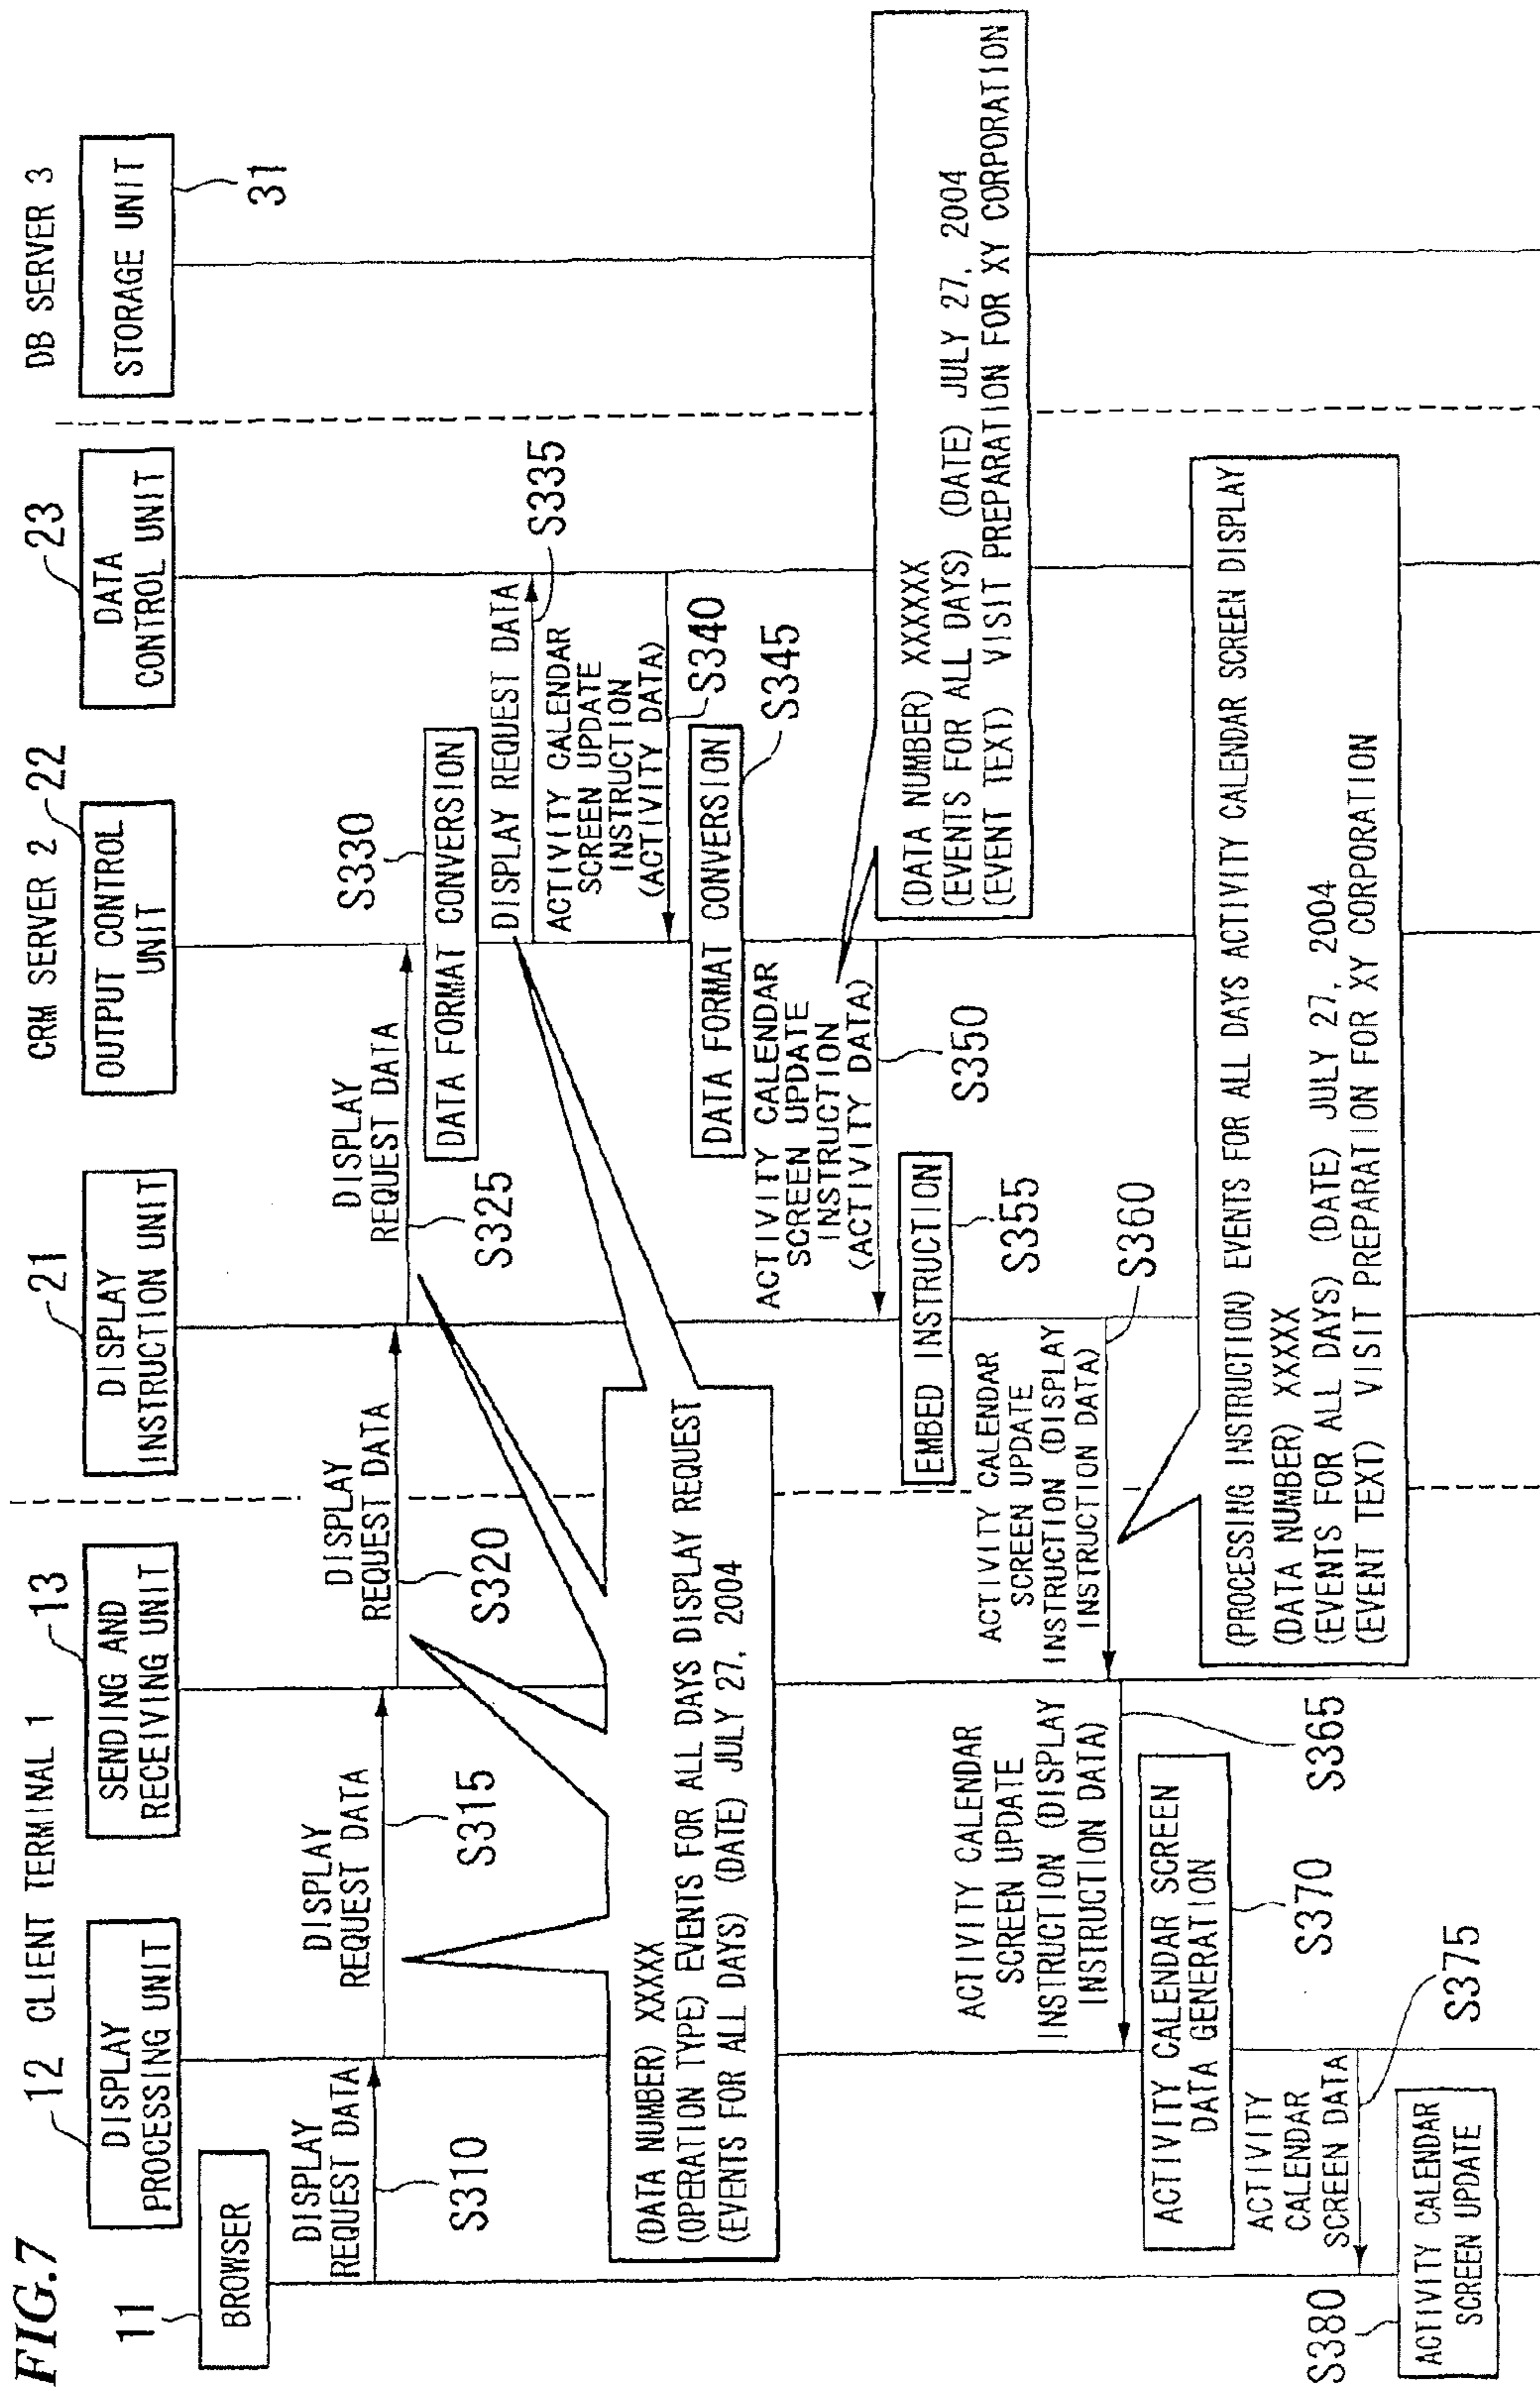 FIG.7
12
CLIENT TERMINAL 1
13
21
CRM SERVER 2
22
23
DB SERVER 3
11
BROWSER
DISPLAY
PROCESSING UNIT
SENDING AND
RECEIVING UNIT
DISPLAY
INSTRUCTION UNIT
OUTPUT CONTROL
UNIT
DATA
CONTROL UNIT
STORAGE UNIT
31
DISPLAY
REQUEST DATA
S310
DISPLAY
REQUEST DATA
S315
DISPLAY
REQUEST DATA
S320
DISPLAY
REQUEST DATA
S325
S330
DATA FORMAT CONVERSION
DISPLAY REQUEST DATA
S335
ACTIVITY CALENDAR
SCREEN UPDATE
INSTRUCTION
(ACTIVITY DATA)
S340
(DATA NUMBER) XXXXX
(OPERATION TYPE) EVENTS FOR ALL DAYS DISPLAY REQUEST
(EVENTS FOR ALL DAYS) (DATE) JULY 27, 2004
DATA FORMAT CONVERSION
S345
ACTIVITY CALENDAR
SCREEN UPDATE
INSTRUCTION
(ACTIVITY DATA)
S350
(DATA NUMBER) XXXXXX
(EVENTS FOR ALL DAYS) (DATE) JULY 27, 2004
(EVENT TEXT) VISIT PREPARATION FOR XY CORPORATION
EMBED INSTRUCTION
S355
ACTIVITY CALENDAR
SCREEN UPDATE
INSTRUCTION (DISPLAY
INSTRUCTION DATA)
S360
ACTIVITY CALENDAR
SCREEN UPDATE
INSTRUCTION (DISPLAY
INSTRUCTION DATA)
S365
(PROCESSING INSTRUCTION) EVENTS FOR ALL DAYS ACTIVITY CALENDAR SCREEN DISPLAY
(DATA NUMBER) XXXXX
(EVENTS FOR ALL DAYS) (DATE) JULY 27, 2004
(EVENT TEXT) VISIT PREPARATION FOR XY CORPORATION
ACTIVITY CALENDAR SCREEN
DATA GENERATION
S370
ACTIVITY
CALENDAR
SCREEN DATA
S375
S380
ACTIVITY CALENDAR
SCREEN UPDATE